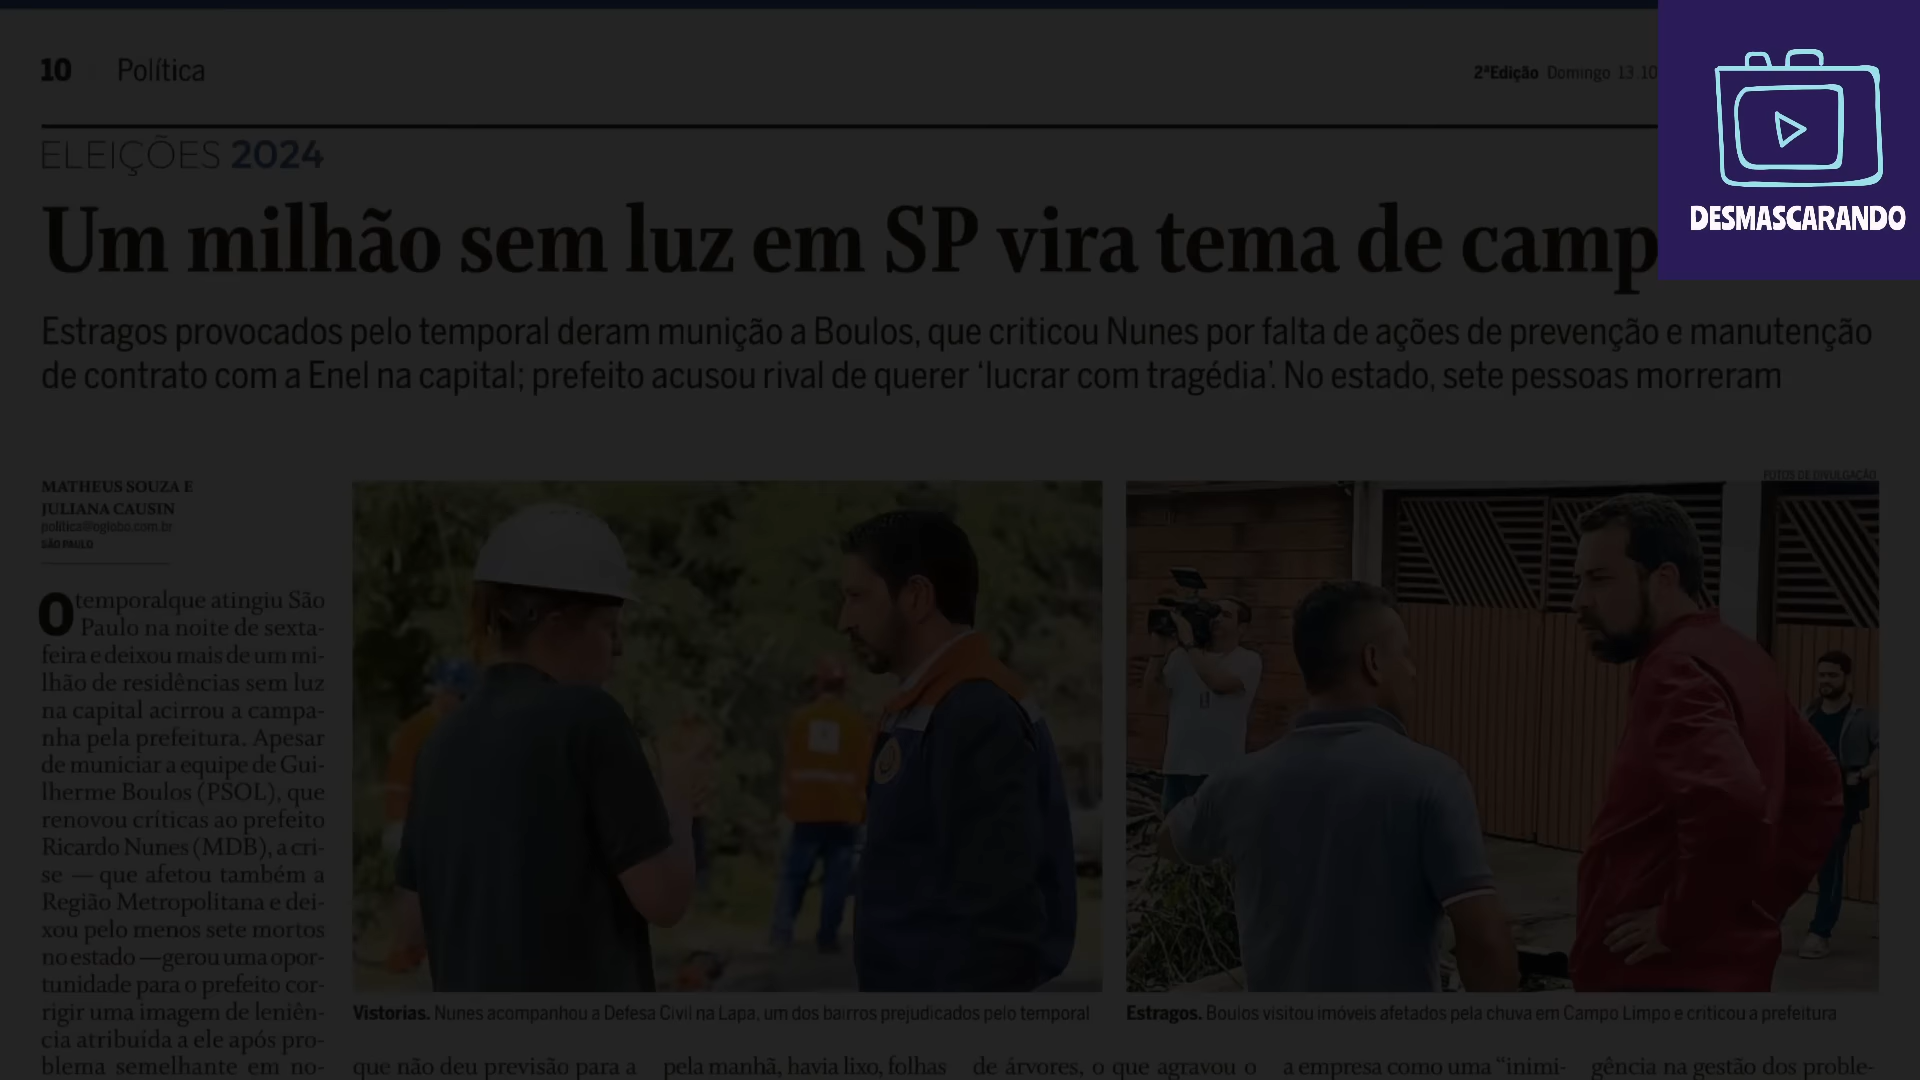 10 Política
2ªEdição Domingo 13.10
DESMASCARANDO
ELEIÇÕES 2024
Um milhão sem luz em SP vira tema de camp
Estragos provocados pelo temporal deram munição a Boulos, que criticou Nunes por falta de ações de prevenção e manutenção
de contrato com a Enel na capital; prefeito acusou rival de querer ‘lucrar com tragédia’. No estado, sete pessoas morreram
FOTOS DE DIVULGAÇÃO
MATHEUS SOUZA E
JULIANA CAUSIN
politica@oglobo.com.br
SÃO PAULO
O temporal que atingiu São
Paulo na noite de sexta-
feira e deixou mais de um mi-
lhão de residências sem luz
na capital acirrou a campa-
nha pela prefeitura. Apesar
de municiar a equipe de Gui-
lherme Boulos (PSOL), que
renovou críticas ao prefeito
Ricardo Nunes (MDB), a cri-
se — que afetou também a
Região Metropolitana e dei-
xou pelo menos sete mortos
no estado — gerou uma opor-
tunidade para o prefeito cor-
rigir uma imagem de leniên-
cia atribuída a ele após pro-
blema semelhante em no-
Vistorias. Nunes acompanhou a Defesa Civil na Lapa, um dos bairros prejudicados pelo temporal
Estragos. Boulos visitou imóveis afetados pela chuva em Campo Limpo e criticou a prefeitura
que não deu previsão para a
pela manhã, havia lixo, folhas
de árvores, o que agravou o
a empresa como uma “inimi-
gência na gestão dos proble-